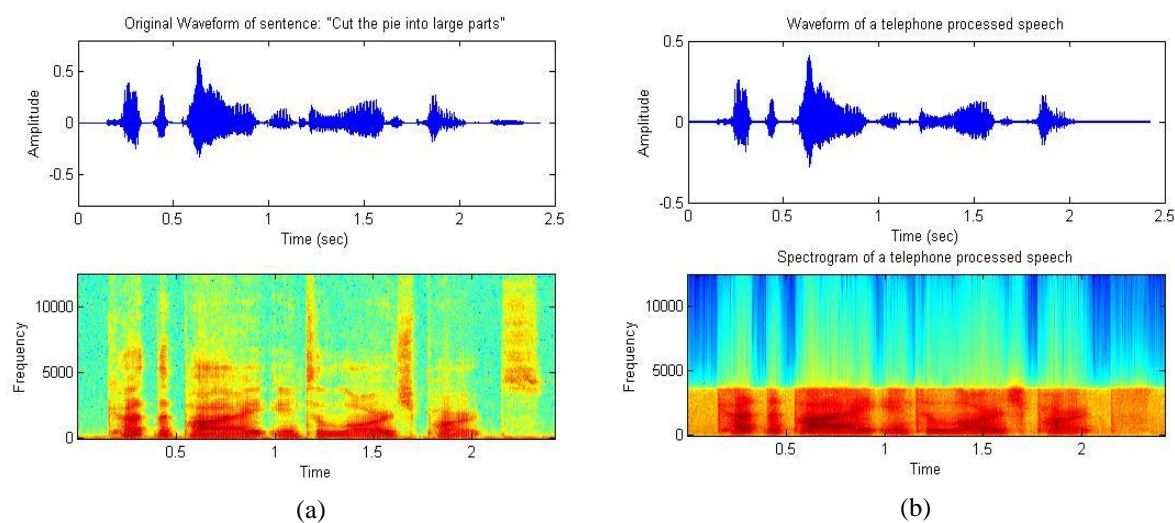 Original Waveform of sentence: "Cut the pie into large parts"
0.5
0
-0.5
Amplitude
0 0.5 1 1.5 2 2.5
Time (sec)
10000
5000
0
Frequency
0.5 1 1.5 2
Time
(a)
Waveform of a telephone processed speech
0.5
0
-0.5
Amplitude
0 0.5 1 1.5 2 2.5
Time (sec)
Spectrogram of a telephone processed speech
10000
5000
0
Frequency
0.5 1 1.5 2
Time
(b)